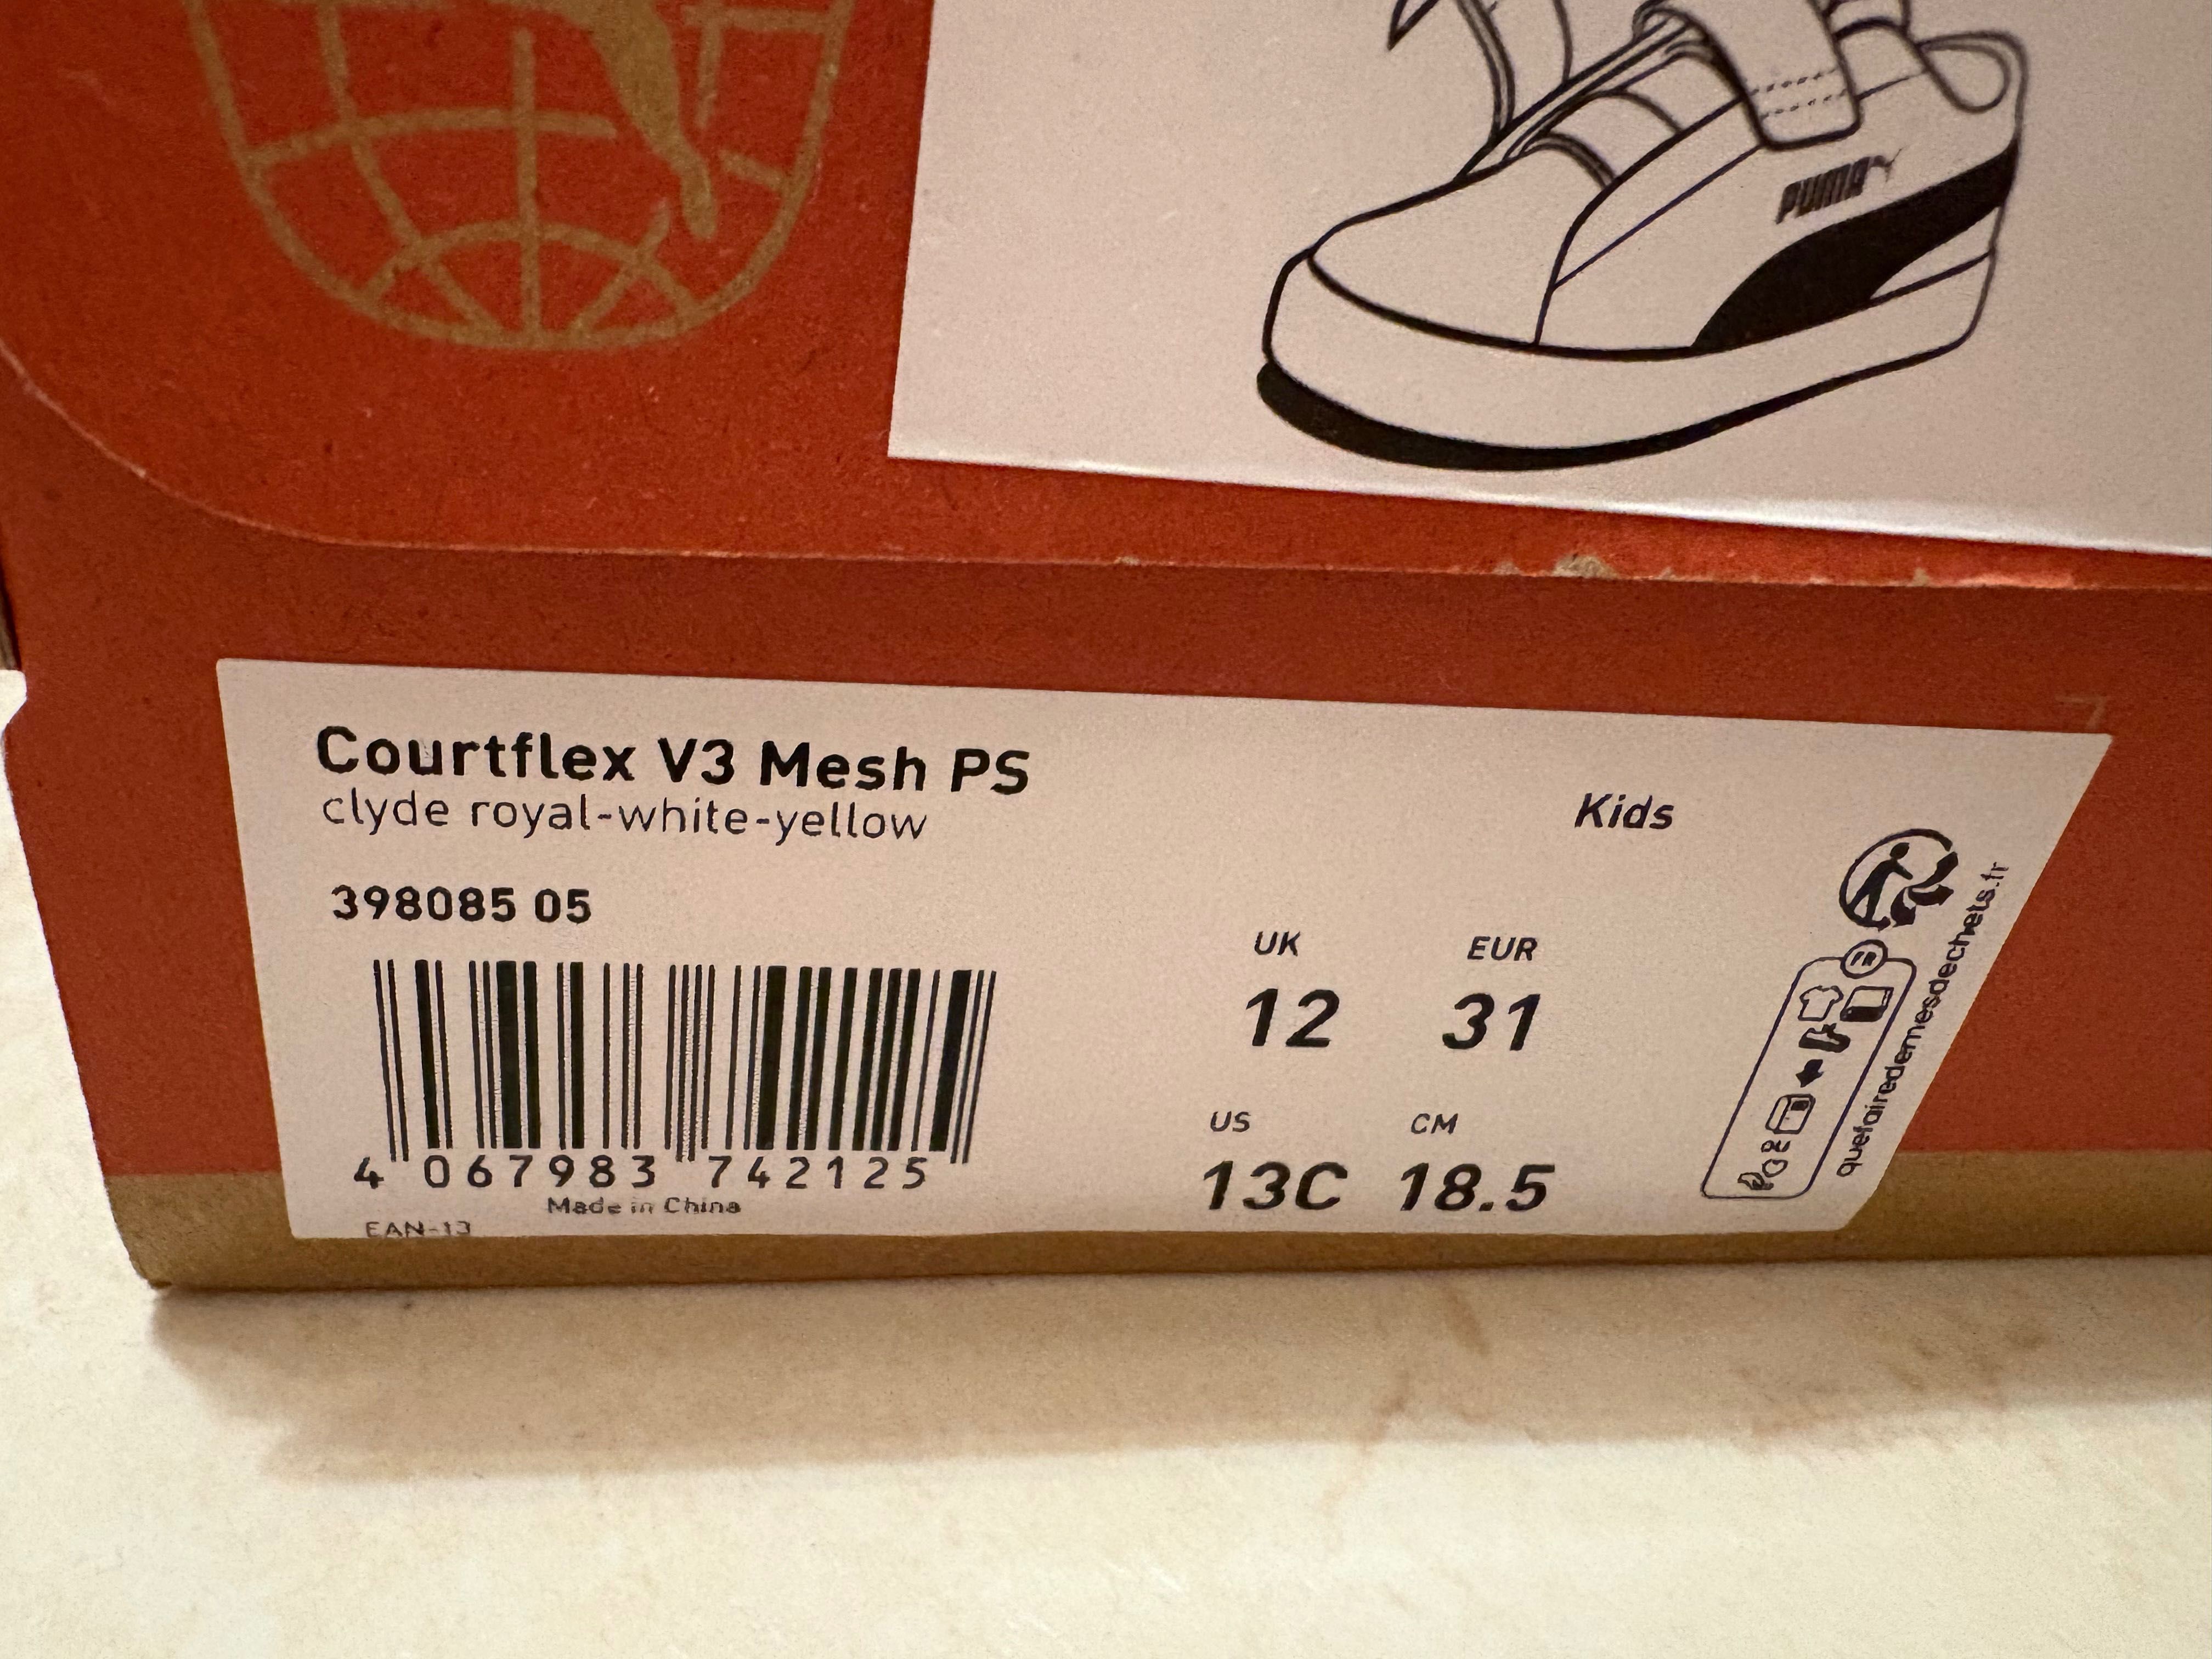 PUMA
Courtflex V3 Mesh PS
clyde royal-white-yellow
Kids
398085 05
UK EUR
12 31
US CM
13C 18.5
4 067983 742125
Made in China
EAN-13
FR
quefairedemesdechets.fr